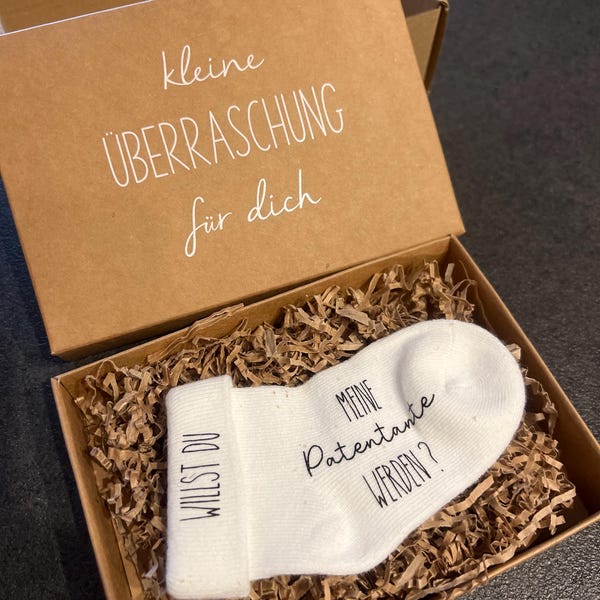 kleine
ÜBERRASCHUNG
für dich
WILLST DU
MEINE
Patentante
WERDEN?